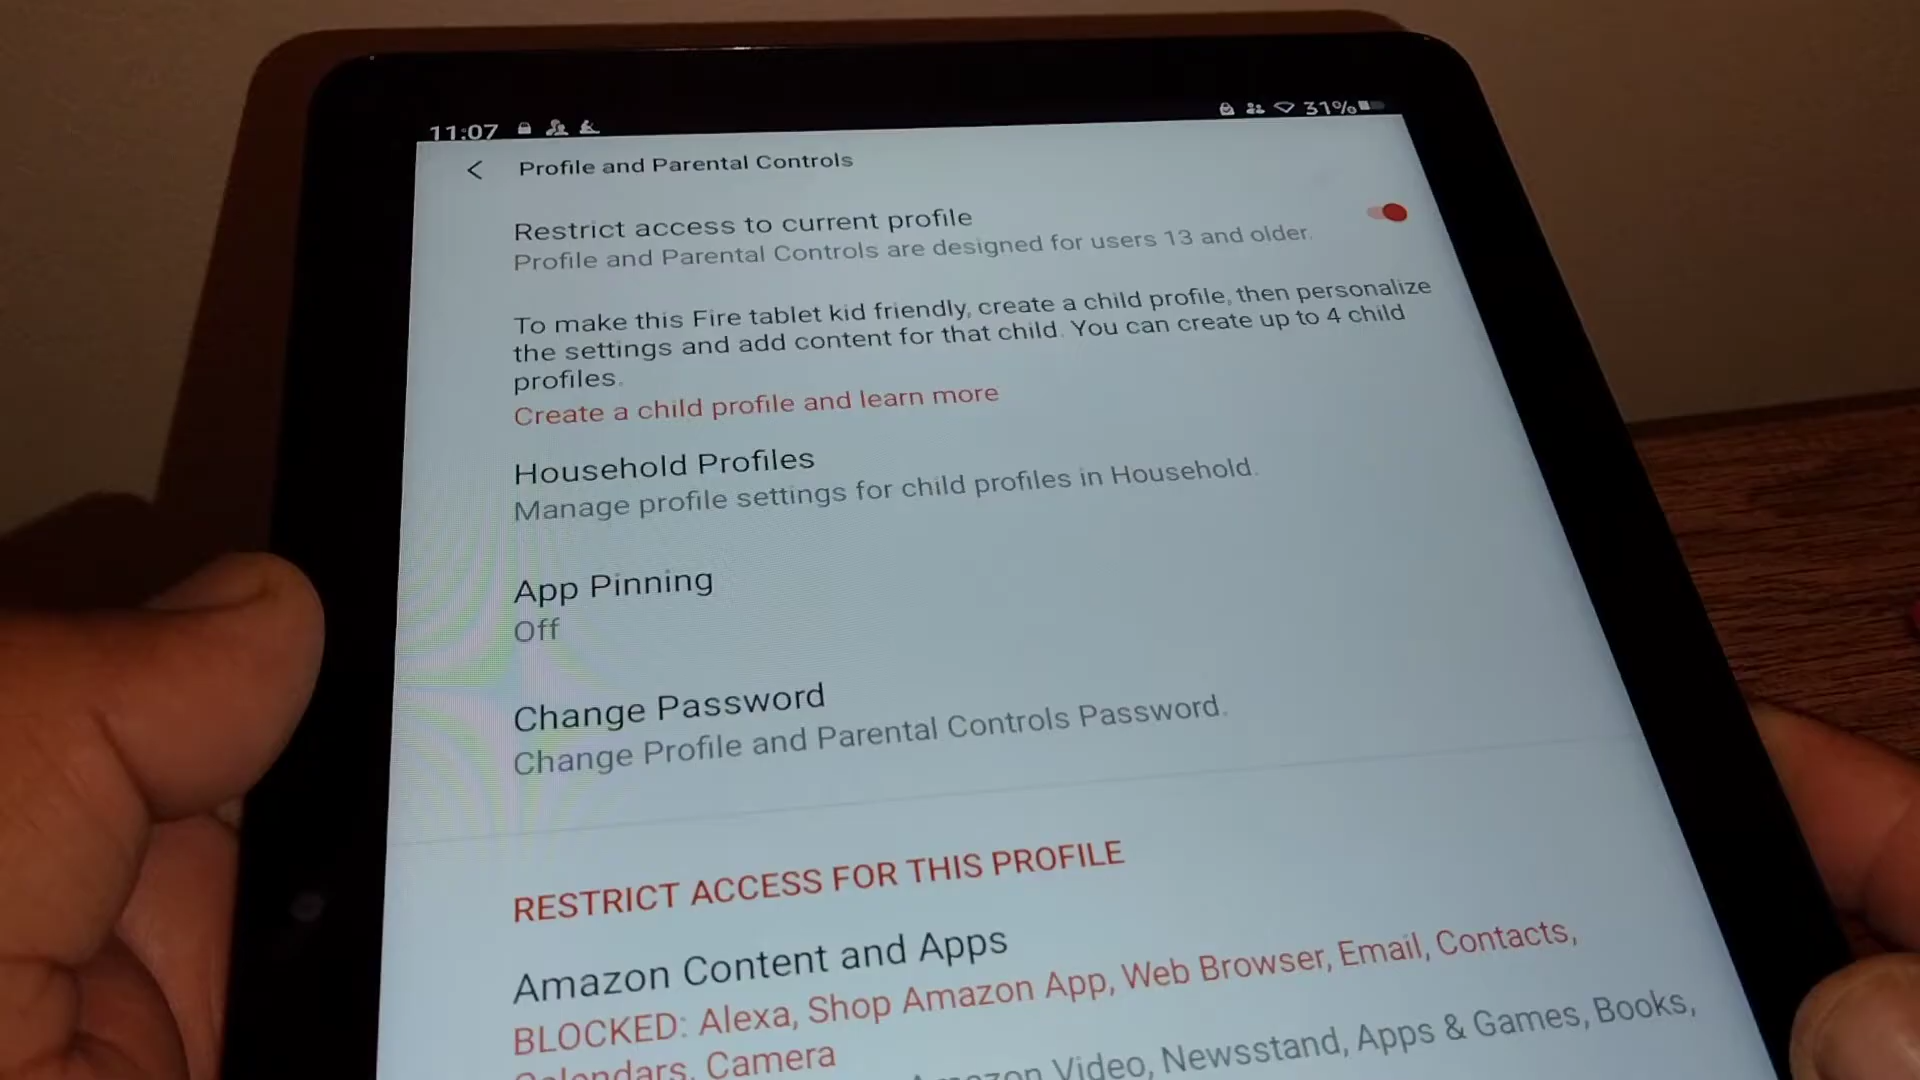 11:07
31%
Profile and Parental Controls
Restrict access to current profile
Profile and Parental Controls are designed for users 13 and older.
To make this Fire tablet kid friendly, create a child profile, then personalize
the settings and add content for that child. You can create up to 4 child
profiles.
Create a child profile and learn more
Household Profiles
Manage profile settings for child profiles in Household.
App Pinning
Off
Change Password
Change Profile and Parental Controls Password.
RESTRICT ACCESS FOR THIS PROFILE
Amazon Content and Apps
BLOCKED: Alexa, Shop Amazon App, Web Browser, Email, Contacts,
Calendars, Camera
Amazon Video, Newsstand, Apps & Games, Books,